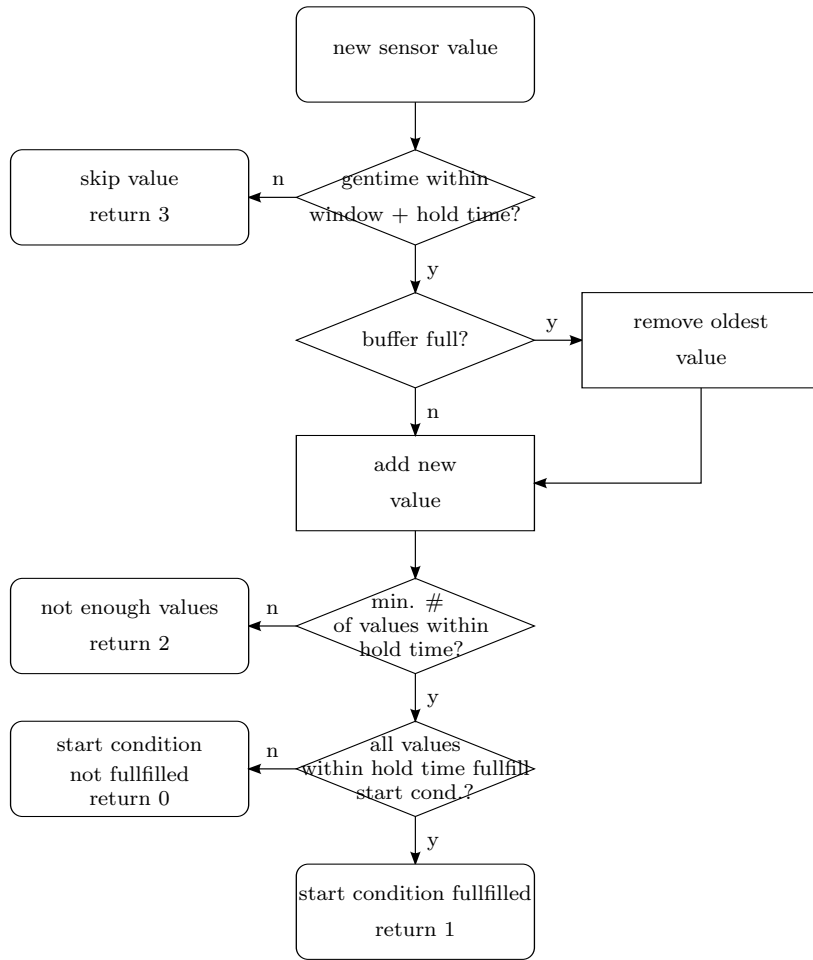 new sensor value
gentime within
window + hold time?
n
skip value
return 3
y
buffer full?
y
remove oldest
value
n
add new
value
min. #
of values within
hold time?
n
not enough values
return 2
y
all values
within hold time fullfill
start cond.?
n
start condition
not fullfilled
return 0
y
start condition fullfilled
return 1